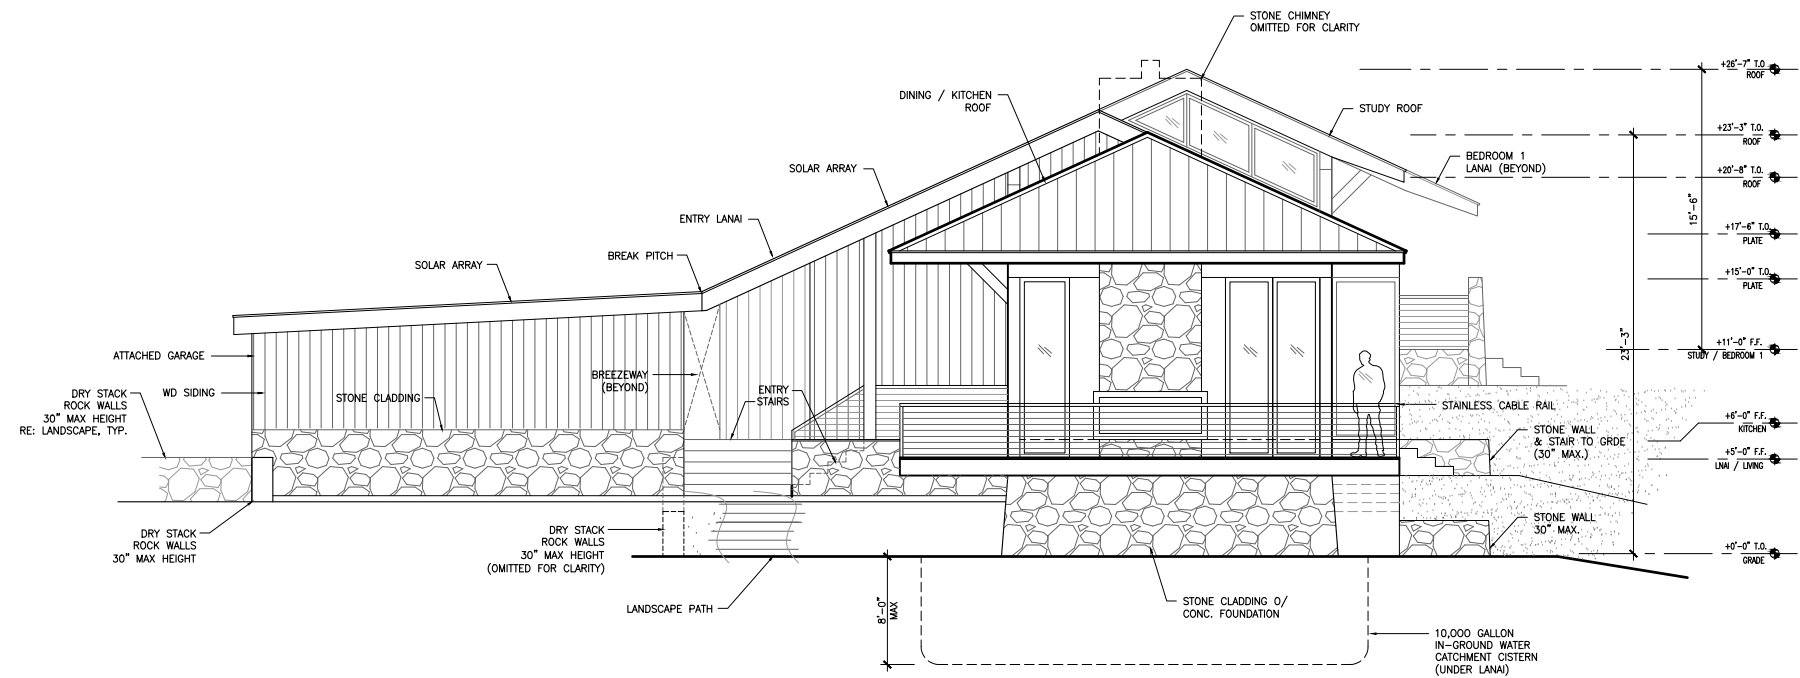 STONE CHIMNEY
OMITTED FOR CLARITY
DINING / KITCHEN
ROOF
STUDY ROOF
BEDROOM 1
LANAI (BEYOND)
SOLAR ARRAY
ENTRY LANAI
BREAK PITCH
SOLAR ARRAY
ATTACHED GARAGE
WD SIDING
DRY STACK
ROCK WALLS
30" MAX HEIGHT
RE: LANDSCAPE, TYP.
STONE CLADDING
BREEZEWAY
(BEYOND)
ENTRY
STAIRS
ENTRY
STAINLESS CABLE RAIL
STONE WALL
& STAIR TO GRDE
(30" MAX.)
STONE WALL
30" MAX.
DRY STACK
ROCK WALLS
30" MAX HEIGHT
DRY STACK
ROCK WALLS
30" MAX HEIGHT
(OMITTED FOR CLARITY)
LANDSCAPE PATH
8'-0"
MAX
STONE CLADDING O/
CONC. FOUNDATION
10,000 GALLON
IN-GROUND WATER
CATCHMENT CISTERN
(UNDER LANAI)
23'-3"
15'-6"
+26'-7" T.O
ROOF
+23'-3" T.O.
ROOF
+20'-8" T.O.
ROOF
+17'-6" T.O.
PLATE
+15'-0" T.O.
PLATE
+11'-0" F.F.
STUDY / BEDROOM 1
+6'-0" F.F.
KITCHEN
+5'-0" F.F.
LNAI / LIVING
+0'-0" T.O.
GRADE